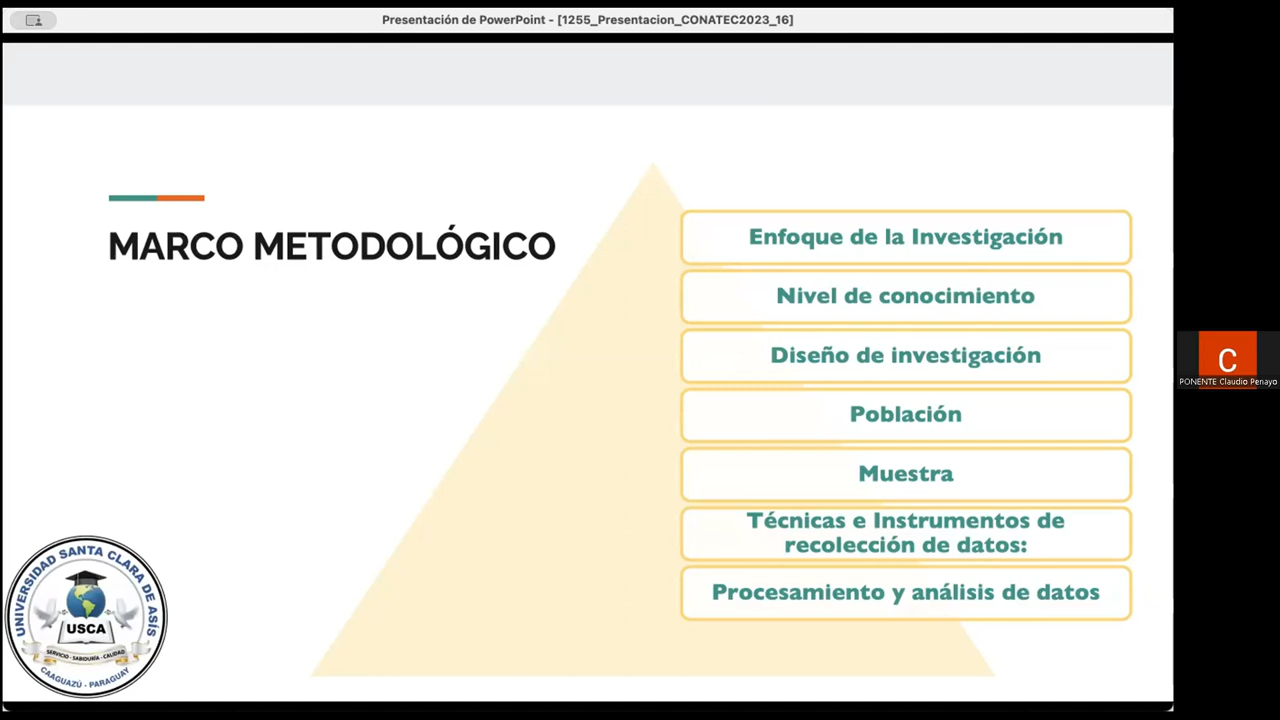 Presentación de PowerPoint - [1255_Presentacion_CONATEC2023_16]
MARCO METODOLÓGICO
Enfoque de la Investigación
Nivel de conocimiento
Diseño de investigación
Población
Muestra
Técnicas e Instrumentos de
recolección de datos:
Procesamiento y análisis de datos
UNIVERSIDAD SANTA CLARA DE ASÍS
USCA
SERVICIO - SABIDURÍA - CALIDAD
CAAGUAZÚ - PARAGUAY
C
PONENTE Claudio Penayo